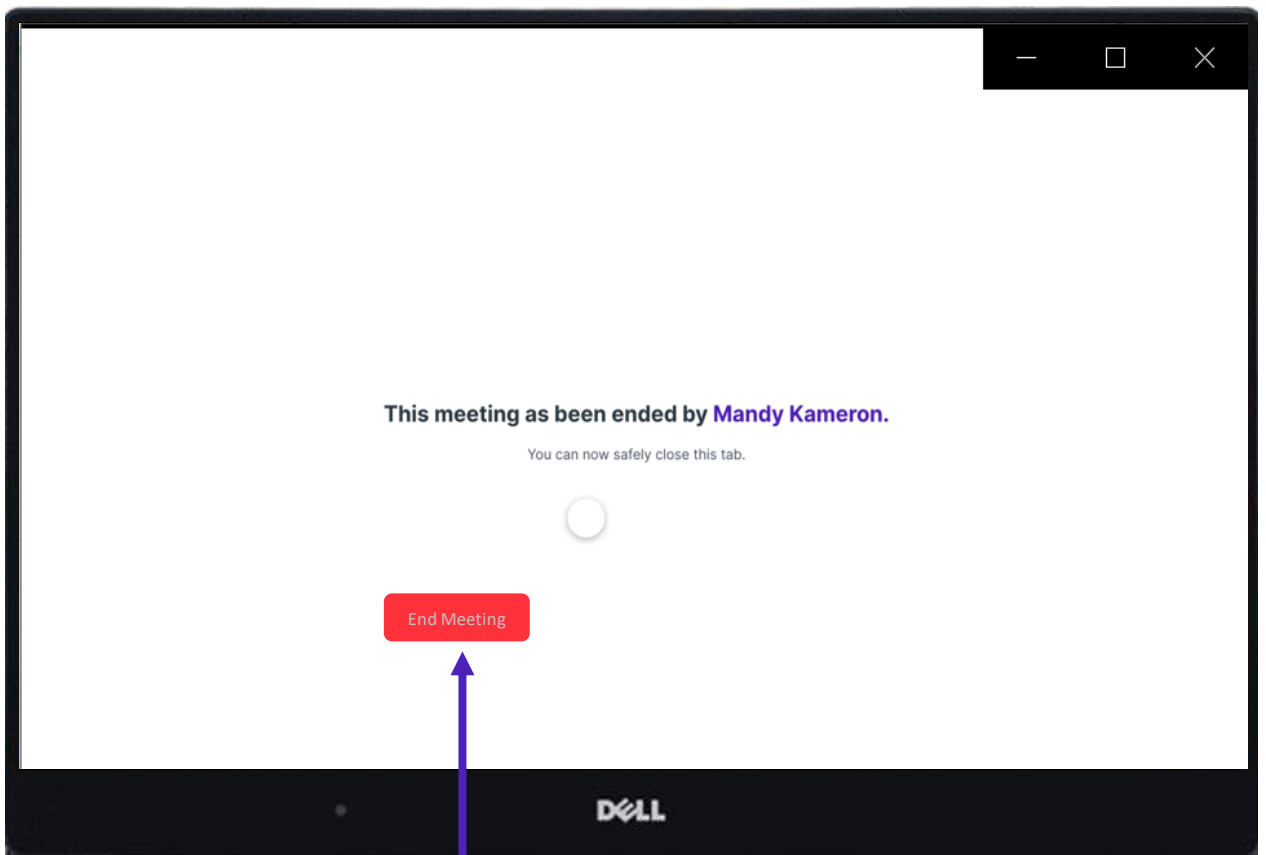 This meeting as been ended by Mandy Kameron.
You can now safely close this tab.
End Meeting
DELL